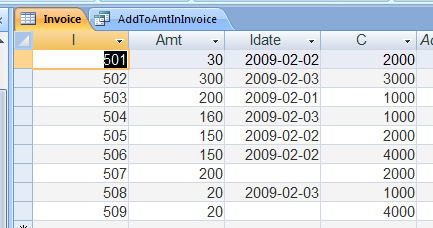 Invoice AddToAmtInInvoice
I Amt Idate C
501 30 2009-02-02 2000
502 300 2009-02-03 3000
503 200 2009-02-01 1000
504 160 2009-02-03 1000
505 150 2009-02-02 2000
506 150 2009-02-02 4000
507 200 2000
508 20 2009-02-03 1000
509 20 4000